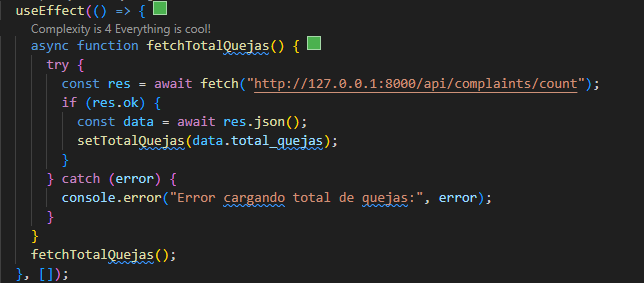 useEffect(() => {
Complexity is 4 Everything is cool!
async function fetchTotalQuejas() {
try {
const res = await fetch("http://127.0.0.1:8000/api/complaints/count");
if (res.ok) {
const data = await res.json();
setTotalQuejas(data.total_quejas);
}
} catch (error) {
console.error("Error cargando total de quejas:", error);
}
}
fetchTotalQuejas();
}, []);